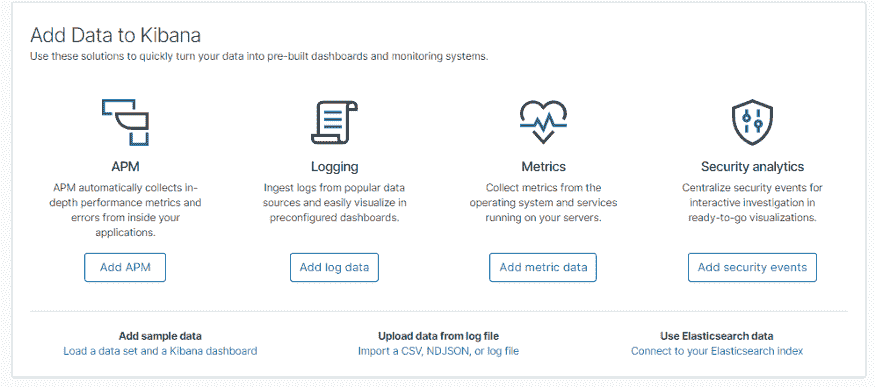 Add Data to Kibana
Use these solutions to quickly turn your data into pre-built dashboards and monitoring systems.
APM
APM automatically collects in-
depth performance metrics and
errors from inside your
applications.
Add APM
Logging
Ingest logs from popular data
sources and easily visualize in
preconfigured dashboards.
Add log data
Metrics
Collect metrics from the
operating system and services
running on your servers.
Add metric data
Security analytics
Centralize security events for
interactive investigation in
ready-to-go visualizations.
Add security events
Add sample data
Load a data set and a Kibana dashboard
Upload data from log file
Import a CSV, NDJSON, or log file
Use Elasticsearch data
Connect to your Elasticsearch index